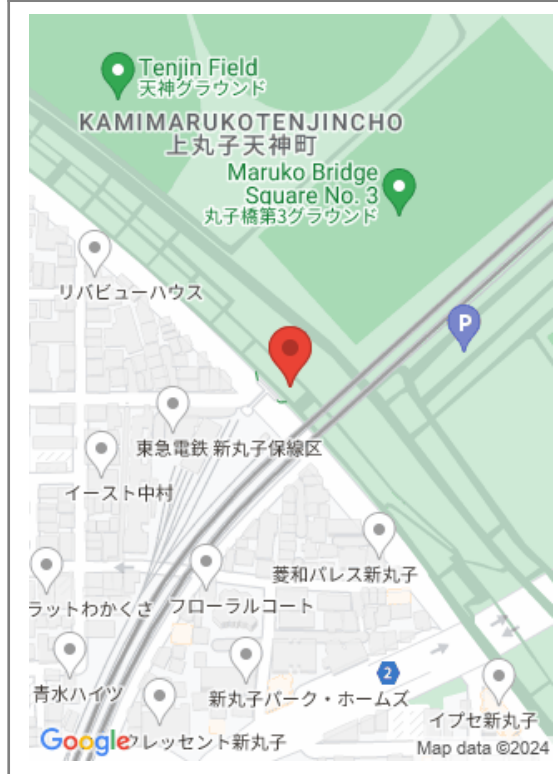 Tenjin Field
天神グラウンド
KAMIMARUKOTENJINCHO
上丸子天神町
Maruko Bridge
Square No. 3
丸子橋第3グラウンド
リバビューハウス
P
東急電鉄 新丸子保線区
イースト中村
菱和パレス新丸子
ラットわかくさ
フローラルコート
2
青水ハイツ
新丸子パーク・ホームズ
イプセ新丸子
Google
レッセント新丸子
Map data ©2024